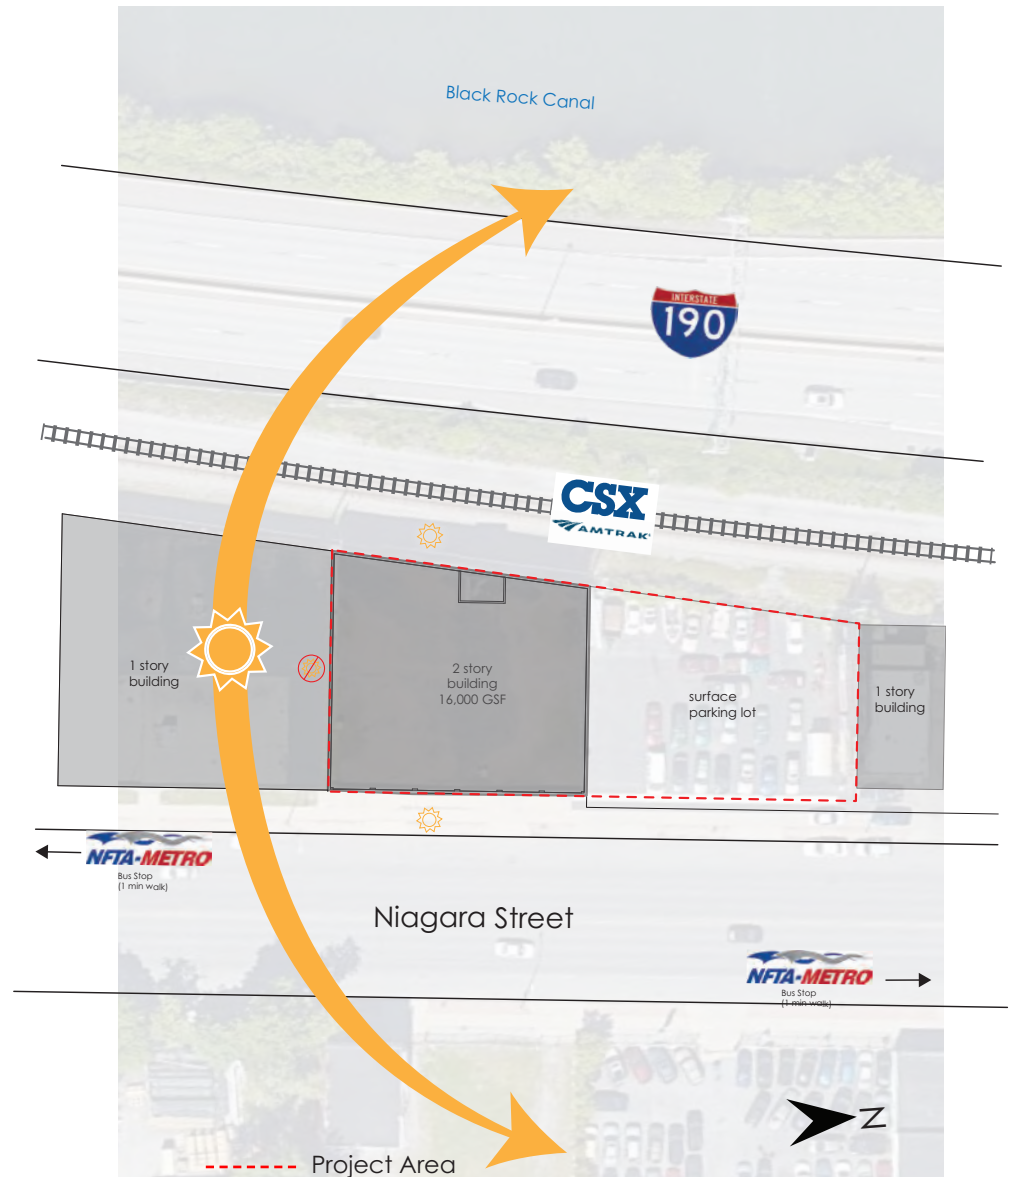 Black Rock Canal
INTERSTATE
190
CSX
AMTRAK
1 story
building
2 story
building
16,000 GSF
surface
parking lot
1 story
building
NFTA-METRO
Bus Stop
(1 min walk)
Niagara Street
NFTA-METRO
Bus Stop
(1 min walk)
N
Project Area